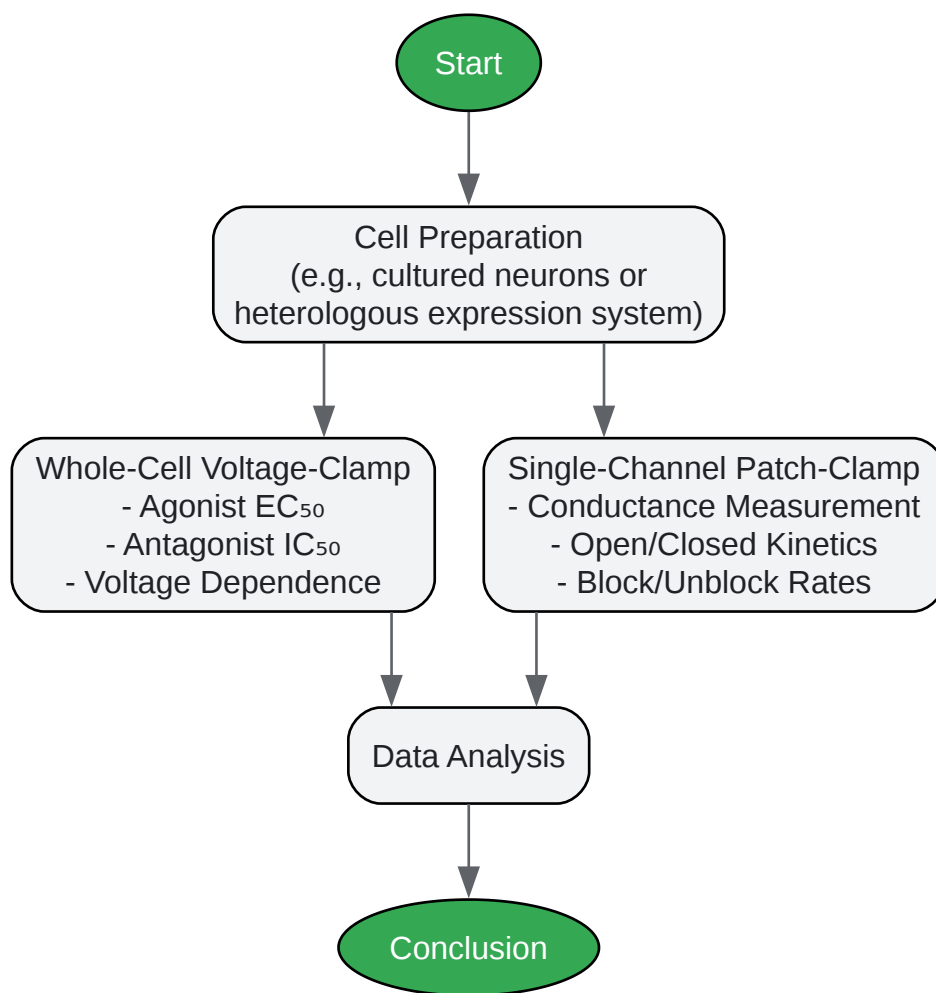 Start
Cell Preparation
(e.g., cultured neurons or
heterologous expression system)
Whole-Cell Voltage-Clamp
- Agonist EC₅₀
- Antagonist IC₅₀
- Voltage Dependence
Single-Channel Patch-Clamp
- Conductance Measurement
- Open/Closed Kinetics
- Block/Unblock Rates
Data Analysis
Conclusion